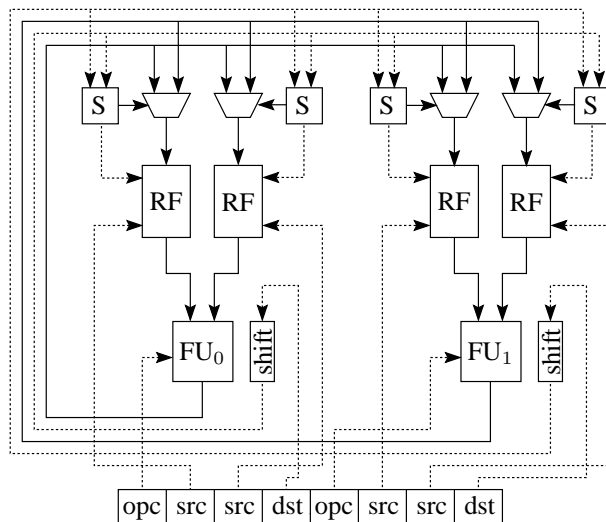 S S S S
RF RF RF RF
FU₀ shift FU₁ shift
opc src src dst opc src src dst